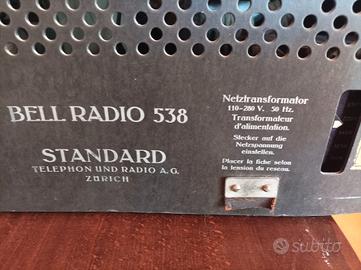 BELL RADIO 538
STANDARD
TELEPHON UND RADIO A.G.
ZÜRICH
Netztransformator
110-280 V. 50 Hz.
Transformateur
d'alimentation.
Stecker auf die
Netzspannung
einstellen.
Placer la fiche selon
la tension du reseau.
subito